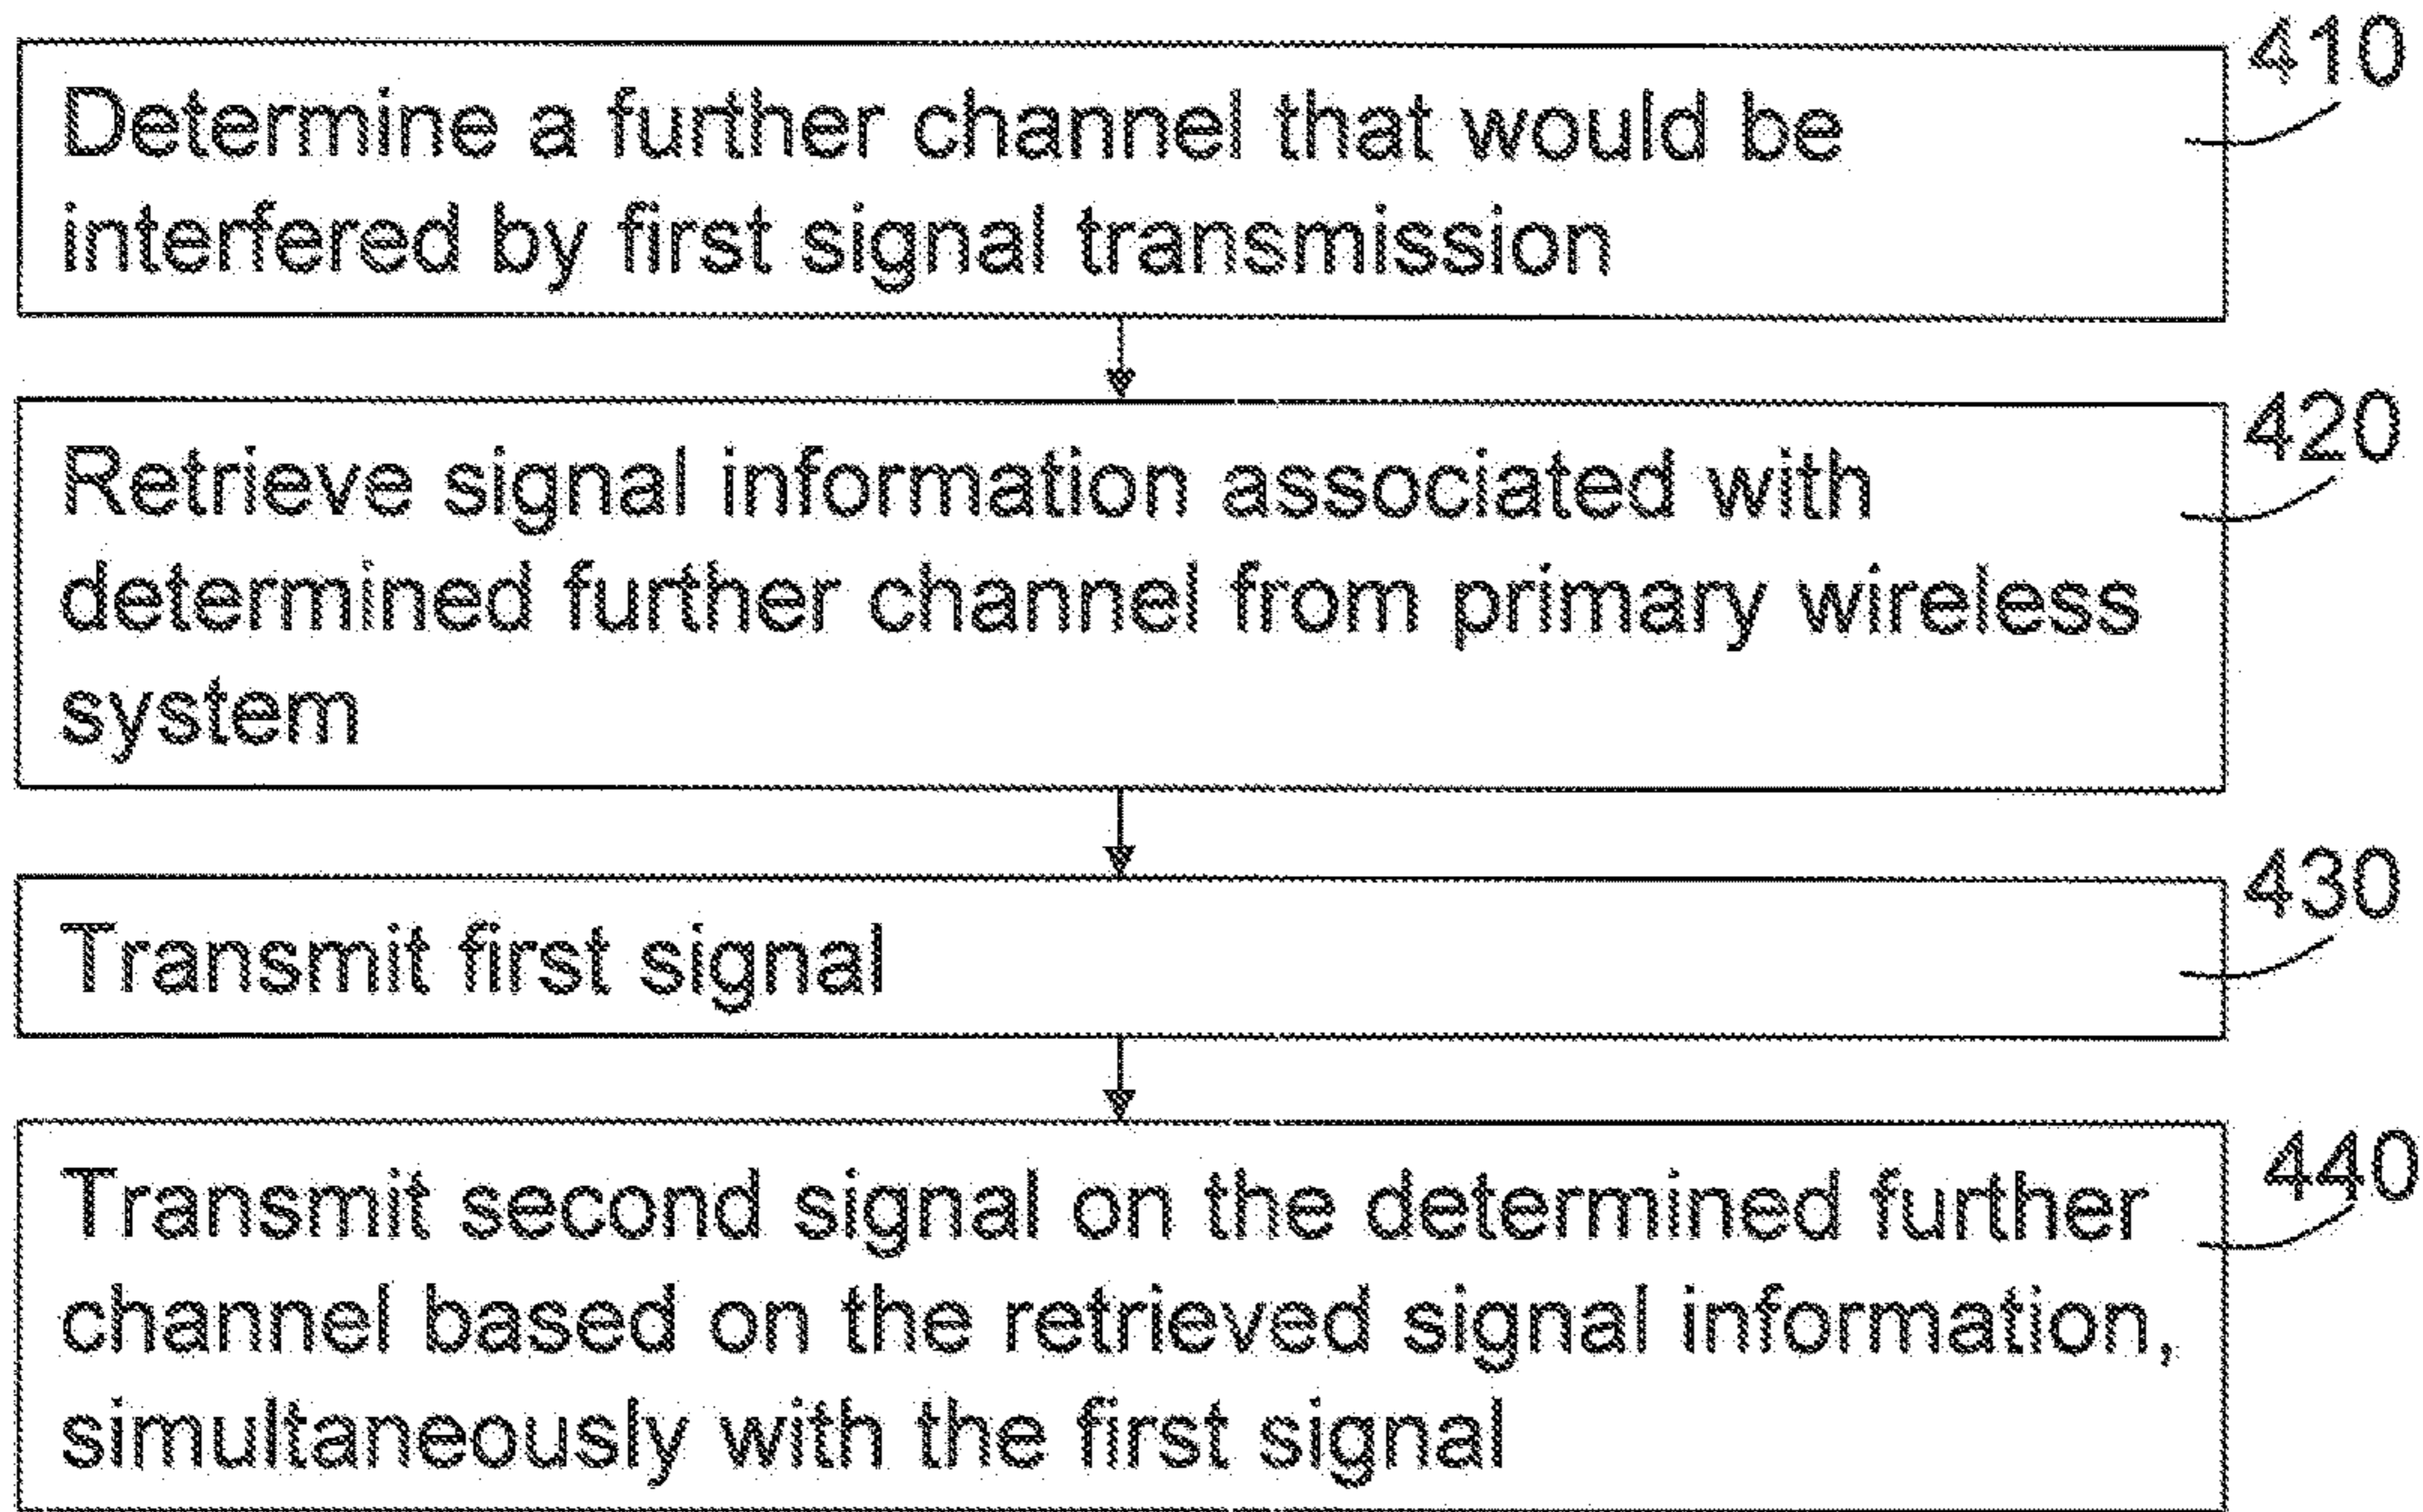 410
Determine a further channel that would be
interfered by first signal transmission
420
Retrieve signal information associated with
determined further channel from primary wireless
system
430
Transmit first signal
440
Transmit second signal on the determined further
channel based on the retrieved signal information,
simultaneously with the first signal